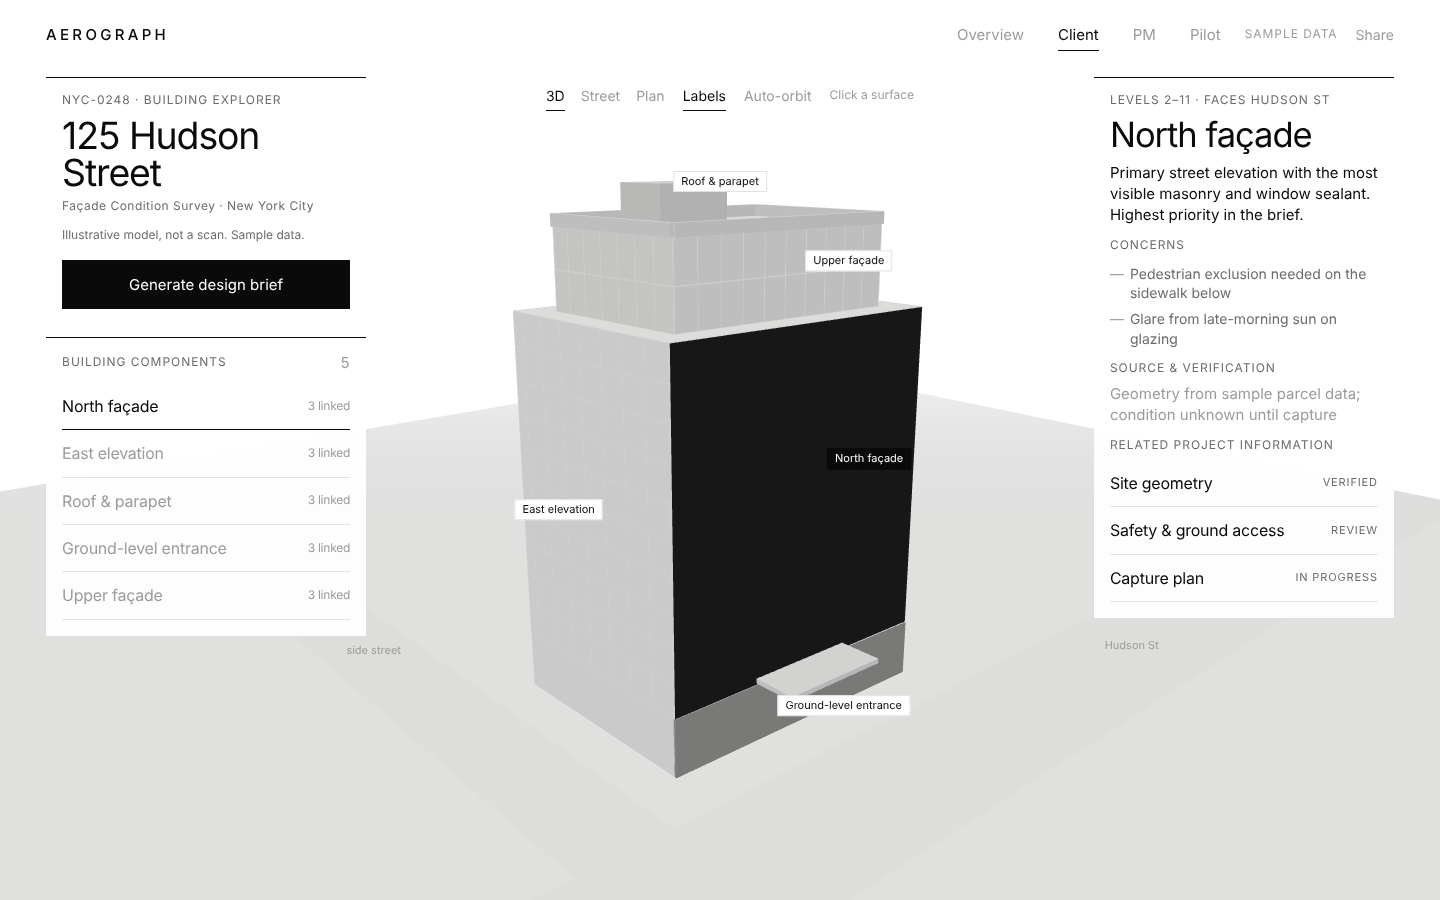 AEROGRAPH
Overview
Client
PM
Pilot
SAMPLE DATA
Share
NYC-0248 · BUILDING EXPLORER
125 Hudson
Street
Façade Condition Survey · New York City
Illustrative model, not a scan. Sample data.
Generate design brief
BUILDING COMPONENTS 5
North façade 3 linked
East elevation 3 linked
Roof & parapet 3 linked
Ground-level entrance 3 linked
Upper façade 3 linked
side street
3D Street Plan Labels Auto-orbit Click a surface
Roof & parapet
Upper façade
North façade
East elevation
Ground-level entrance
LEVELS 2–11 · FACES HUDSON ST
North façade
Primary street elevation with the most
visible masonry and window sealant.
Highest priority in the brief.
CONCERNS
— Pedestrian exclusion needed on the
sidewalk below
— Glare from late-morning sun on
glazing
SOURCE & VERIFICATION
Geometry from sample parcel data;
condition unknown until capture
RELATED PROJECT INFORMATION
Site geometry VERIFIED
Safety & ground access REVIEW
Capture plan IN PROGRESS
Hudson St